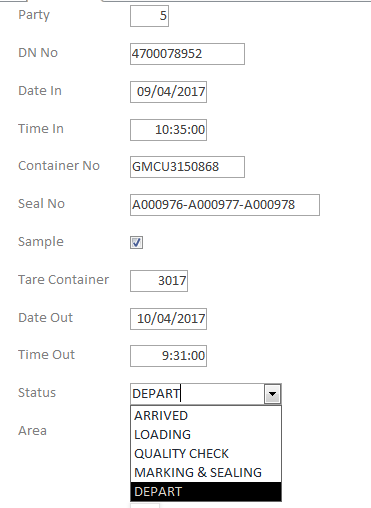 Party 5
DN No 4700078952
Date In 09/04/2017
Time In 10:35:00
Container No GMCU3150868
Seal No A000976-A000977-A000978
Sample
Tare Container 3017
Date Out 10/04/2017
Time Out 9:31:00
Status DEPART
ARRIVED
Area
LOADING
QUALITY CHECK
MARKING & SEALING
DEPART